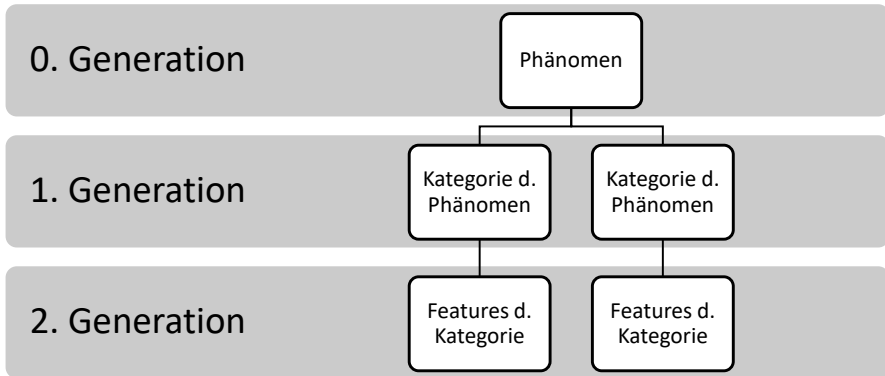 0. Generation
Phänomen
1. Generation
Kategorie d.
Phänomen
Kategorie d.
Phänomen
2. Generation
Features d.
Kategorie
Features d.
Kategorie